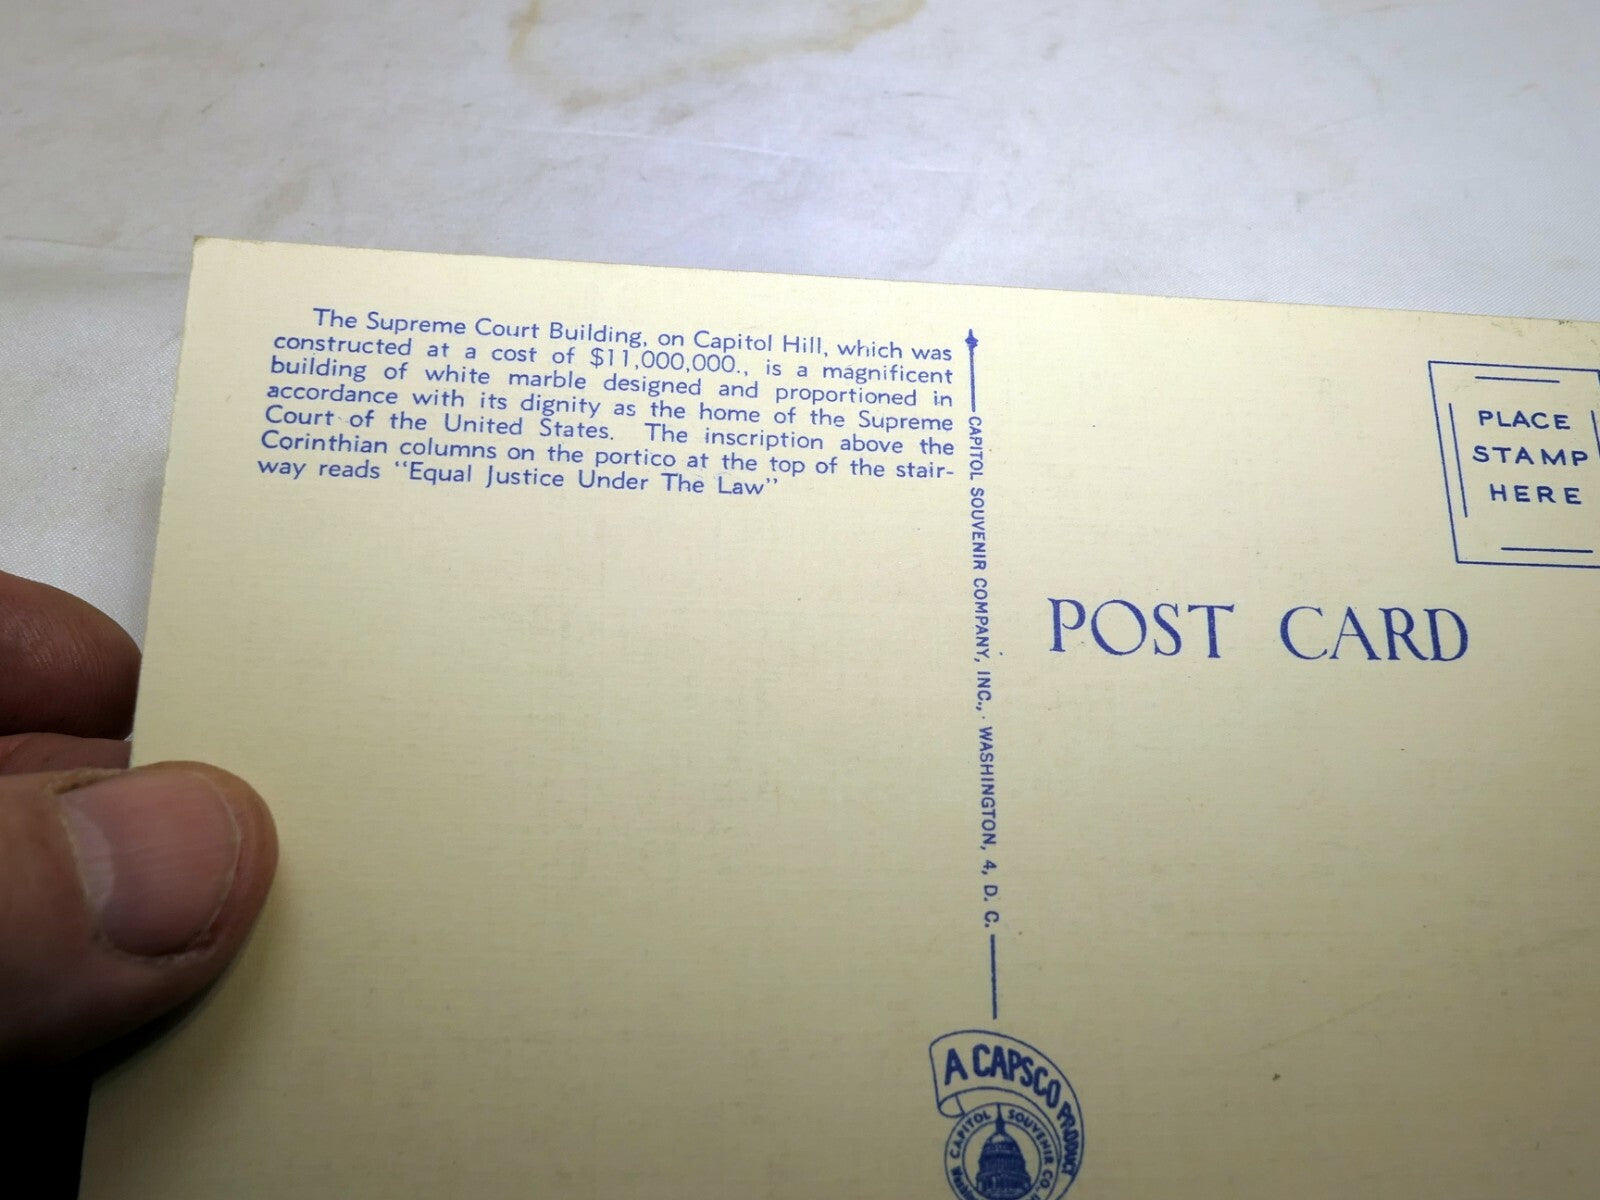 The Supreme Court Building, on Capitol Hill, which was
constructed at a cost of $11,000,000., is a magnificent
building of white marble designed and proportioned in
accordance with its dignity as the home of the Supreme
Court of the United States. The inscription above the
Corinthian columns on the portico at the top of the stair-
way reads "Equal Justice Under The Law"
CAPITOL SOUVENIR COMPANY, INC., WASHINGTON, 4, D. C.
PLACE
STAMP
HERE
POST CARD
A CAPSCO PRODUCT
CAPITOL SOUVENIR CO.